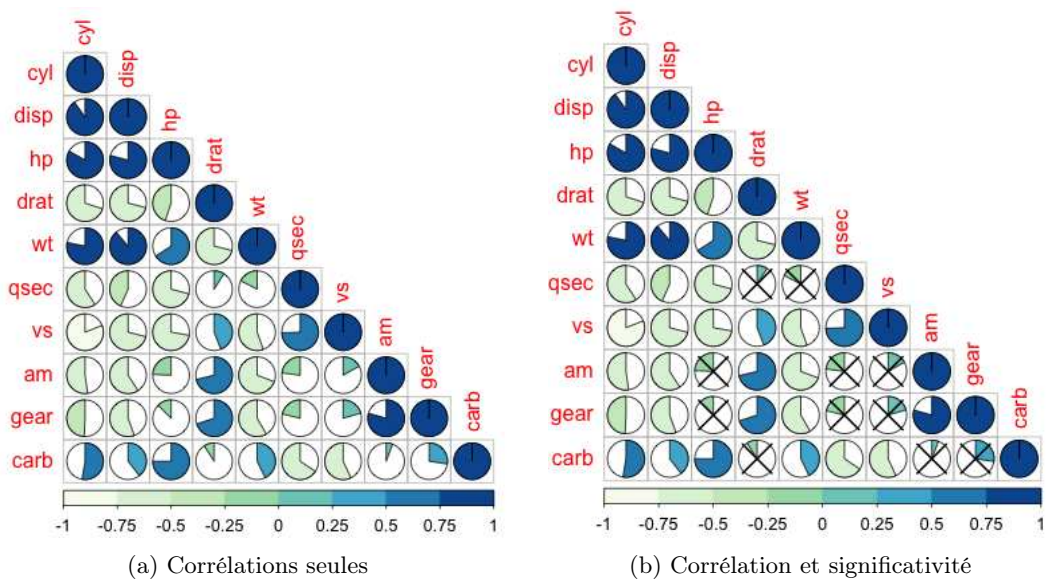 cyl
disp
hp
drat
wt
qsec
vs
am
gear
carb
cyl
disp
hp
drat
wt
qsec
vs
am
gear
carb
-1 -0.75 -0.5 -0.25 0 0.25 0.5 0.75 1
(a) Corrélations seules
cyl
disp
hp
drat
wt
qsec
vs
am
gear
carb
cyl
disp
hp
drat
wt
qsec
vs
am
gear
carb
-1 -0.75 -0.5 -0.25 0 0.25 0.5 0.75 1
(b) Corrélation et significativité